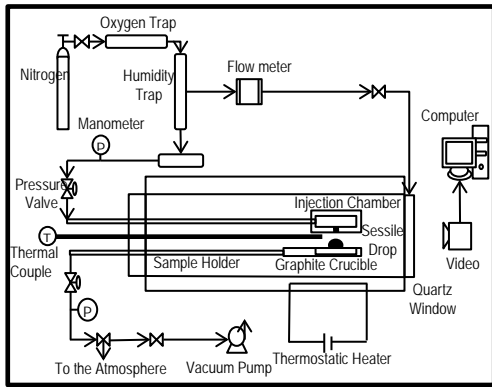 Oxygen Trap
Nitrogen
Humidity
Trap
Flow meter
Manometer
P
Computer
Pressure
Valve
Injection Chamber
Sessile
Drop
T
Thermal
Couple
Sample Holder
Graphite Crucible
Video
Quartz
Window
P
To the Atmosphere
Vacuum Pump
Thermostatic Heater